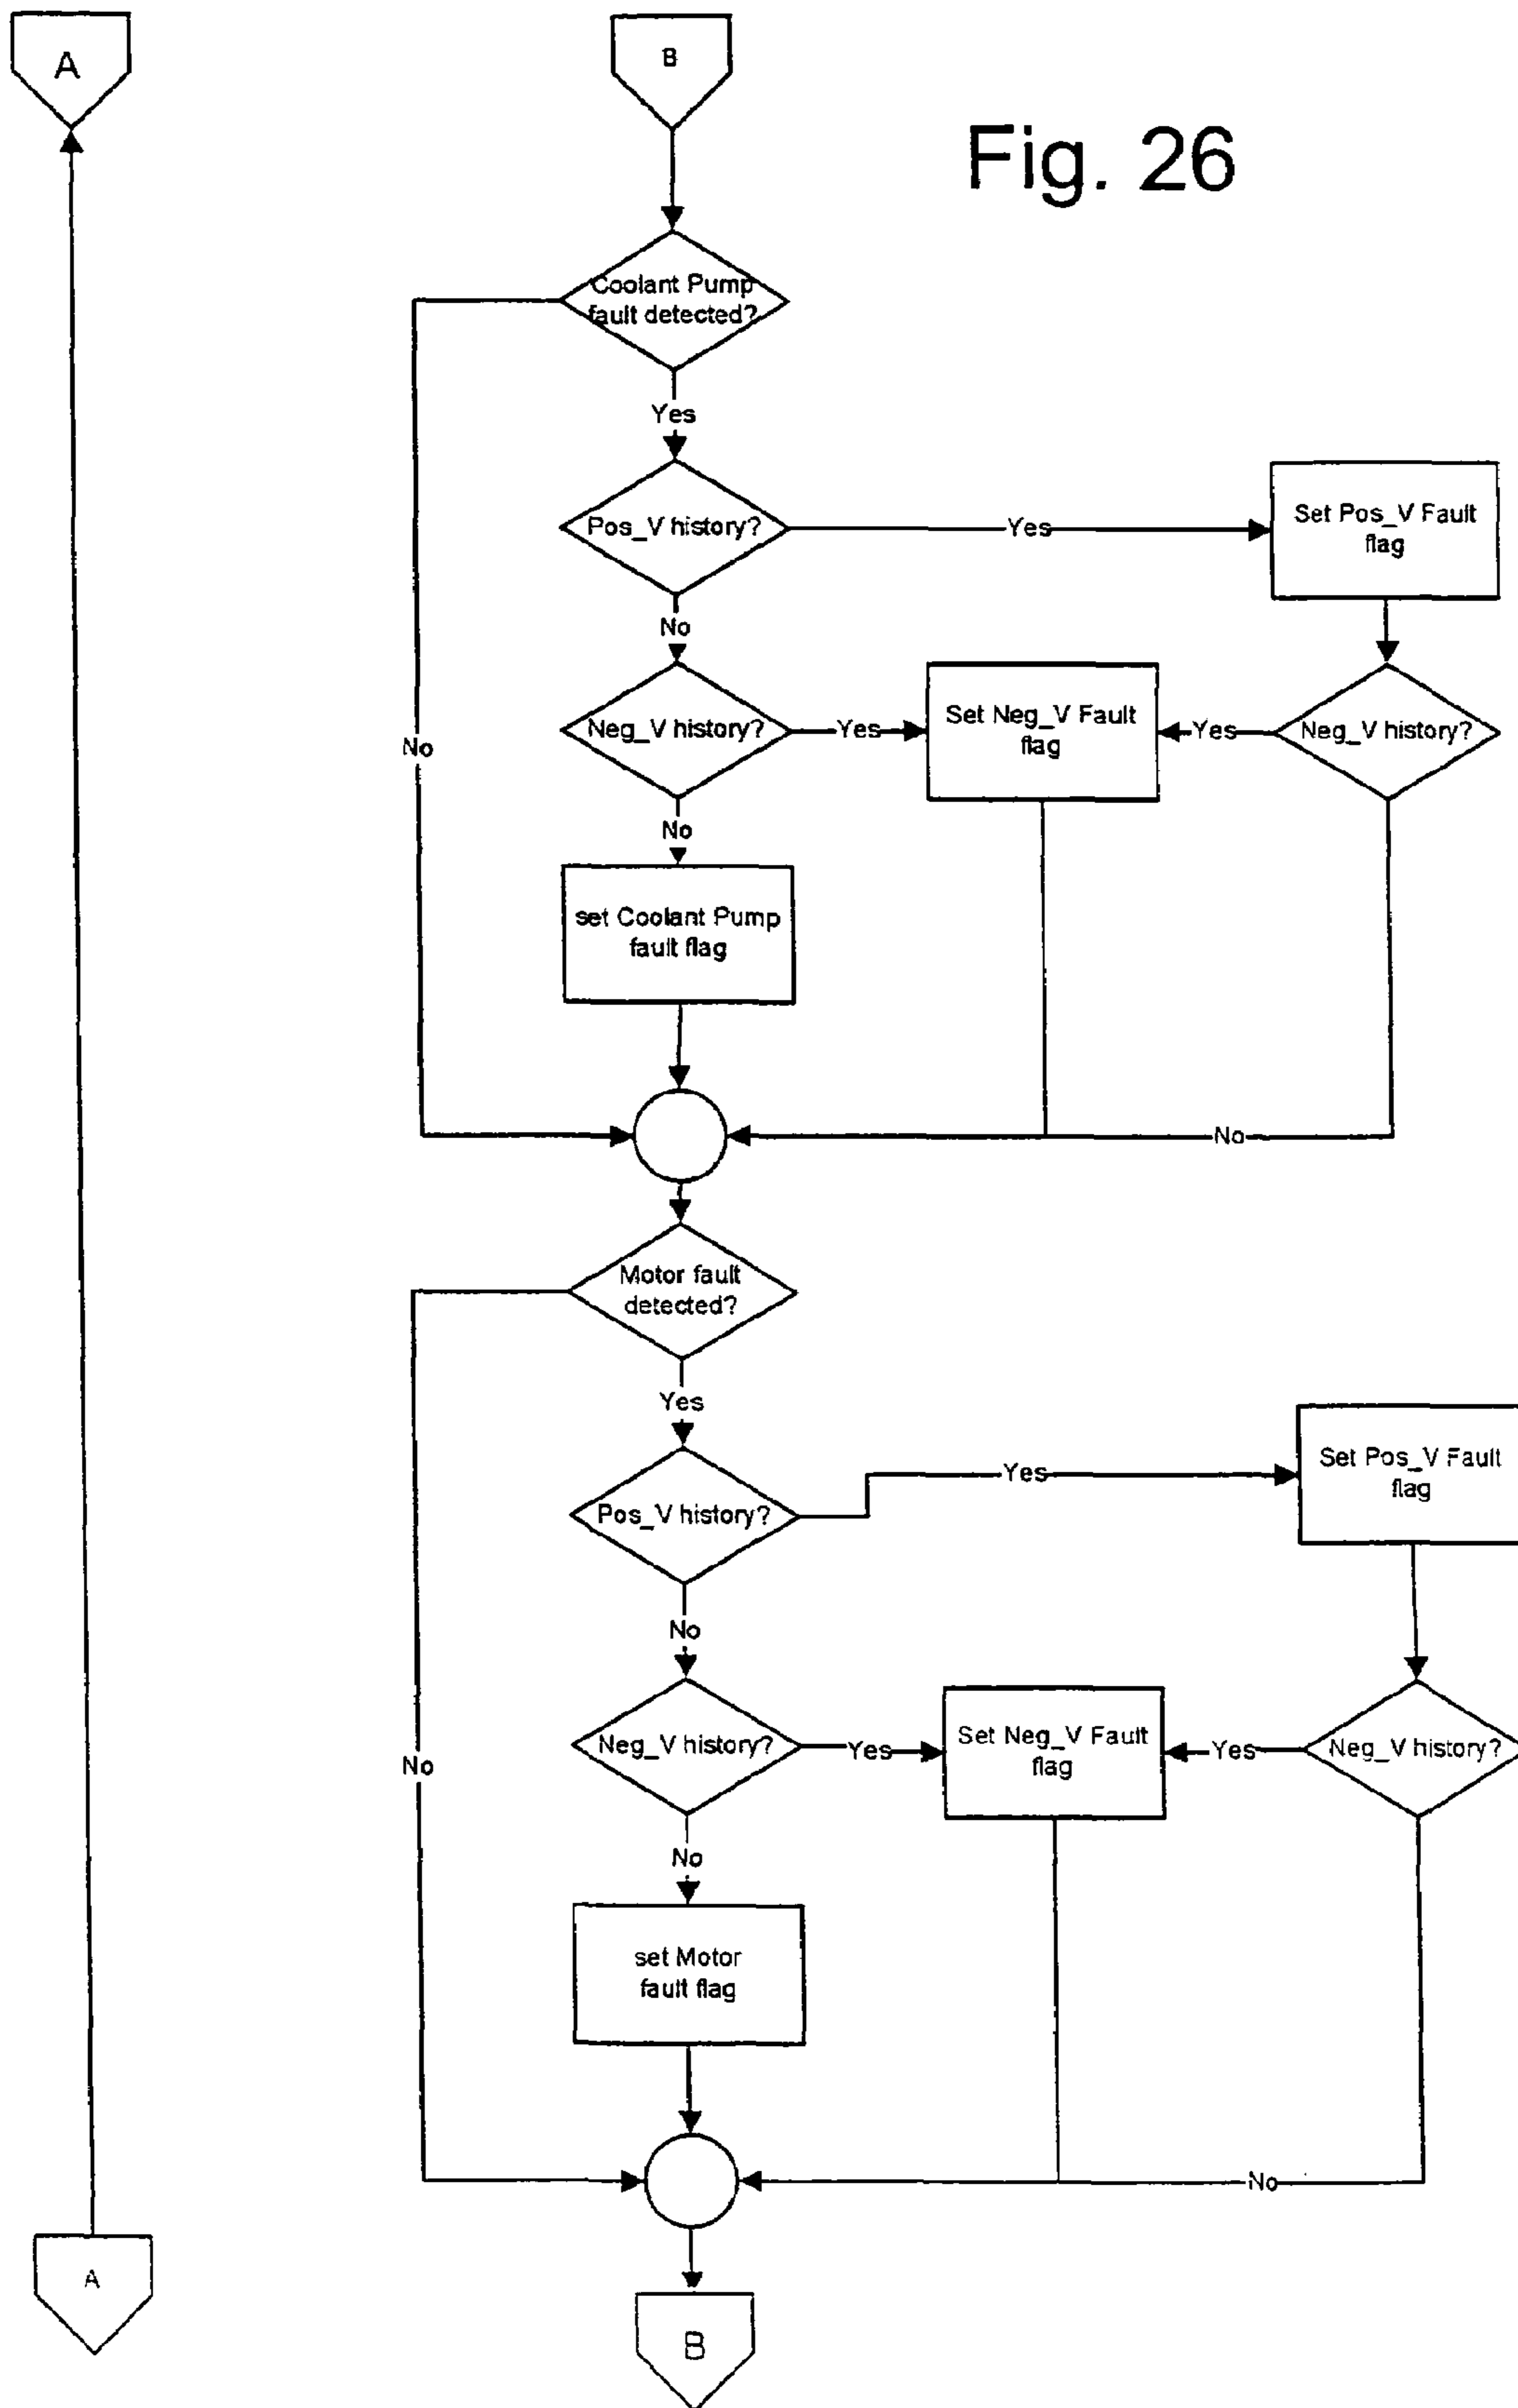 A
B
Fig. 26
Coolant Pump
fault detected?
Yes
Pos_V history?
Yes
Set Pos_V Fault
flag
No
Neg_V history?
Yes
Set Neg_V Fault
flag
Yes
Neg_V history?
No
No
set Coolant Pump
fault flag
No
Motor fault
detected?
Yes
Pos_V history?
Yes
Set Pos_V Fault
flag
No
Neg_V history?
Yes
Set Neg_V Fault
flag
Yes
Neg_V history?
No
No
set Motor
fault flag
No
A
B